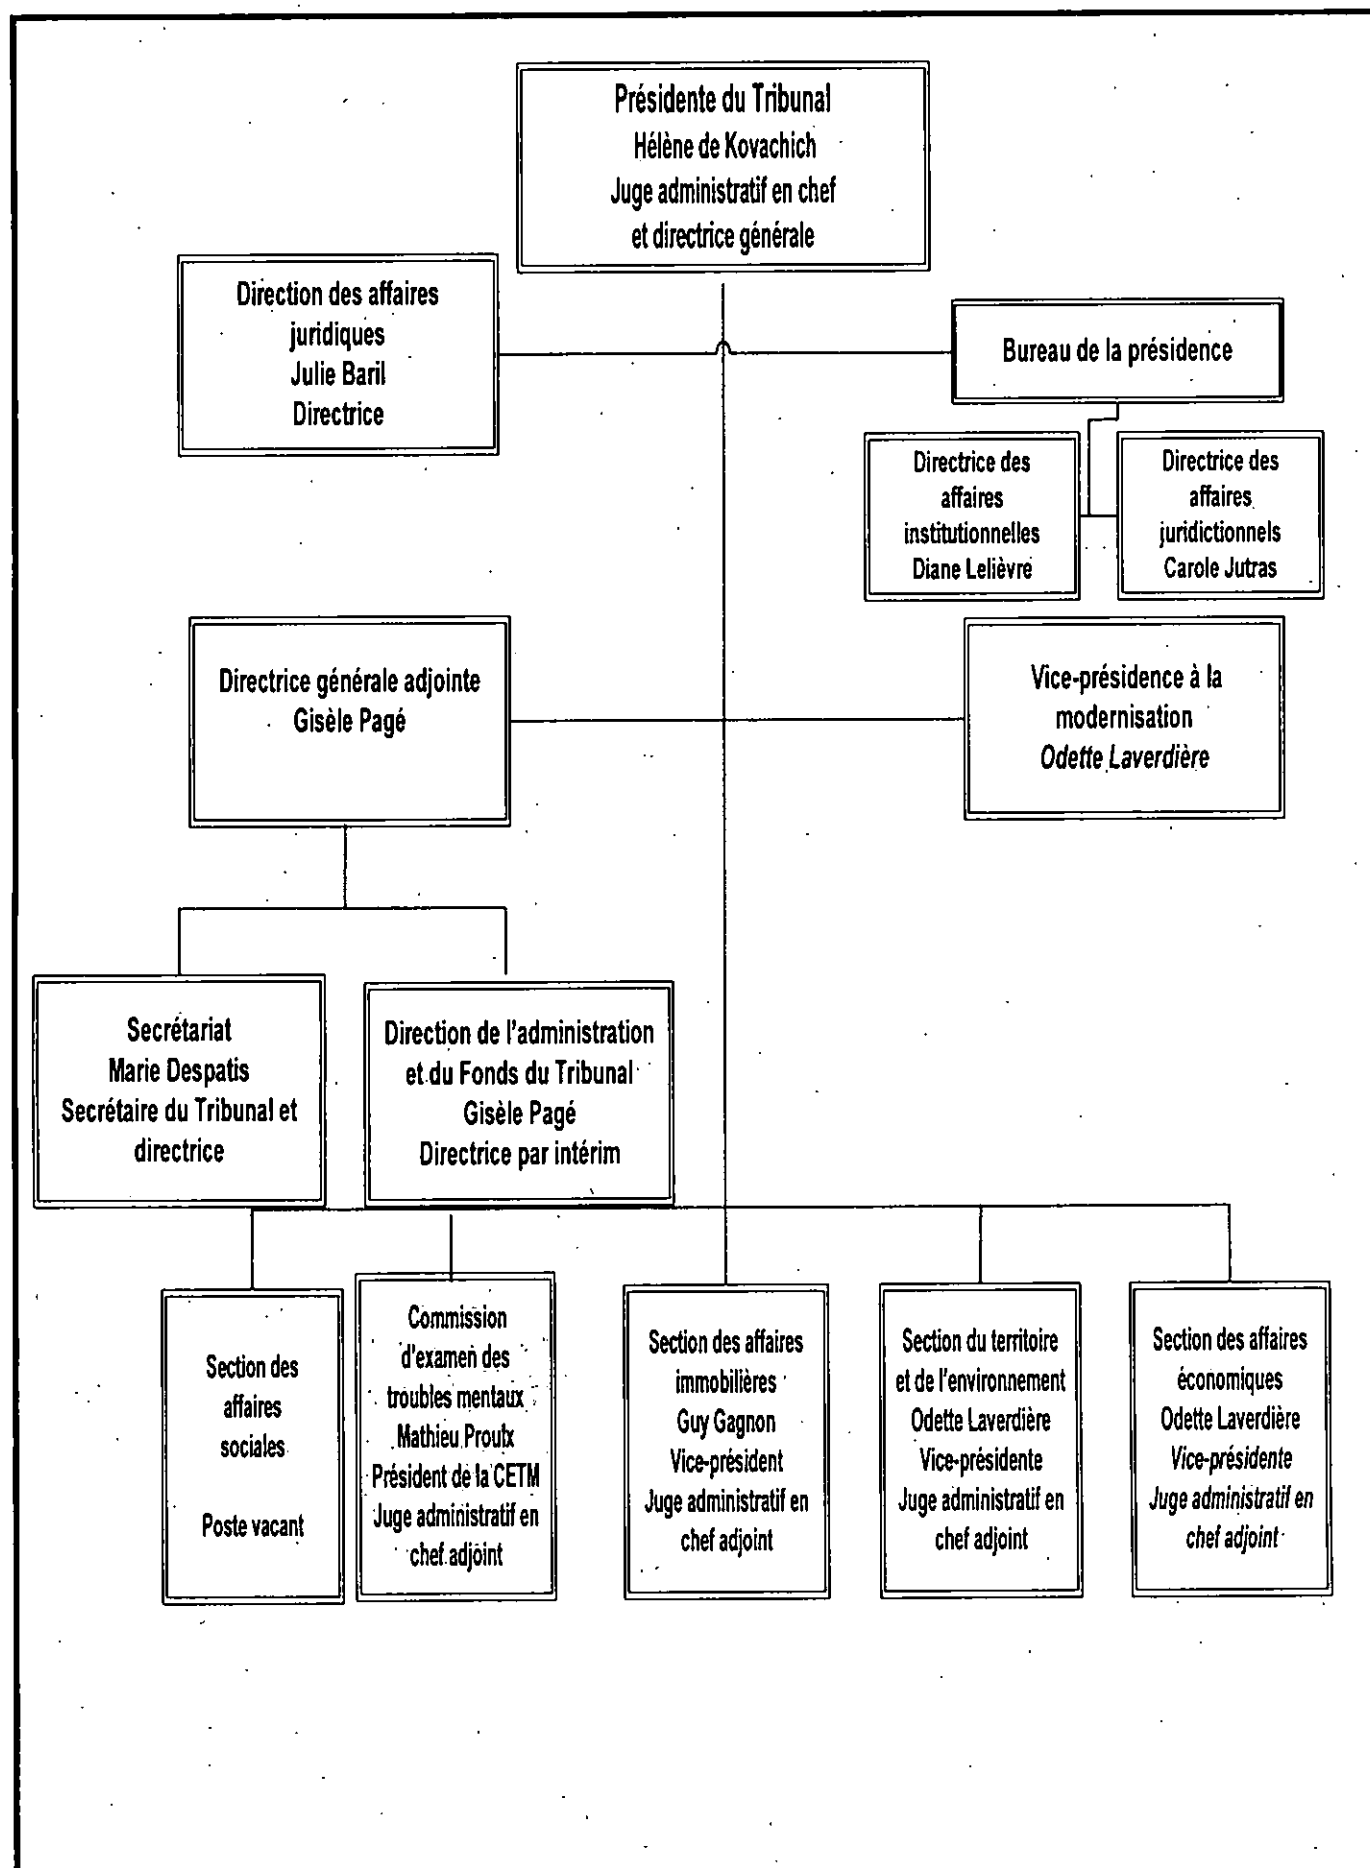 Présidente du Tribunal
Hélène de Kovachich
Juge administratif en chef
et directrice générale
Direction des affaires
juridiques
Julie Baril
Directrice
Bureau de la présidence
Directrice des
affaires
institutionnelles
Diane Lelièvre
Directrice des
affaires
juridictionnels
Carole Jutras
Directrice générale adjointe
Gisèle Pagé
Vice-présidence à la
modernisation
Odette Laverdière
Secrétariat
Marie Despatis
Secrétaire du Tribunal et
directrice
Direction de l'administration
et du Fonds du Tribunal
Gisèle Pagé
Directrice par intérim
Section des
affaires
sociales
Poste vacant
Commission
d'examen des
troubles mentaux
Mathieu Proulx
Président de la CETM
Juge administratif en
chef adjoint
Section des affaires
immobilières
Guy Gagnon
Vice-président
Juge administratif en
chef adjoint
Section du territoire
et de l'environnement
Odette Laverdière
Vice-présidente
Juge administratif en
chef adjoint
Section des affaires
économiques
Odette Laverdière
Vice-présidente
Juge administratif en
chef adjoint